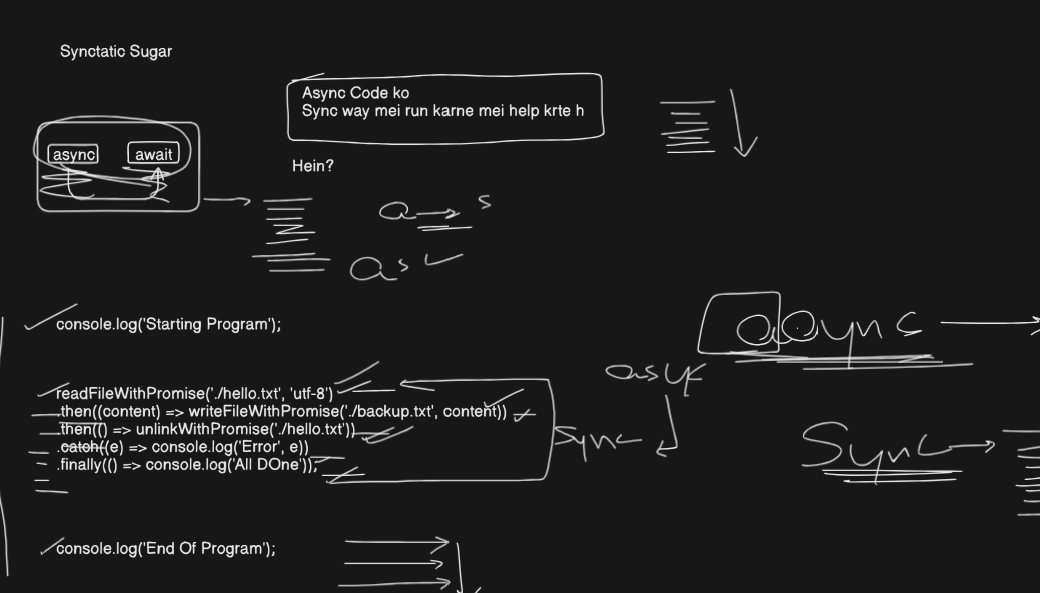 Synctatic Sugar
Async Code ko
Sync way mei run karne mei help krte h
async await
Hein?
a → s
as
console.log('Starting Program');
readFileWithPromise('./hello.txt', 'utf-8')
.then((content) => writeFileWithPromise('./backup.txt', content))
.then(() => unlinkWithPromise('./hello.txt'))
.catch((e) => console.log('Error', e))
.finally(() => console.log('All DOne'));
Sync
Sync
console.log('End Of Program');